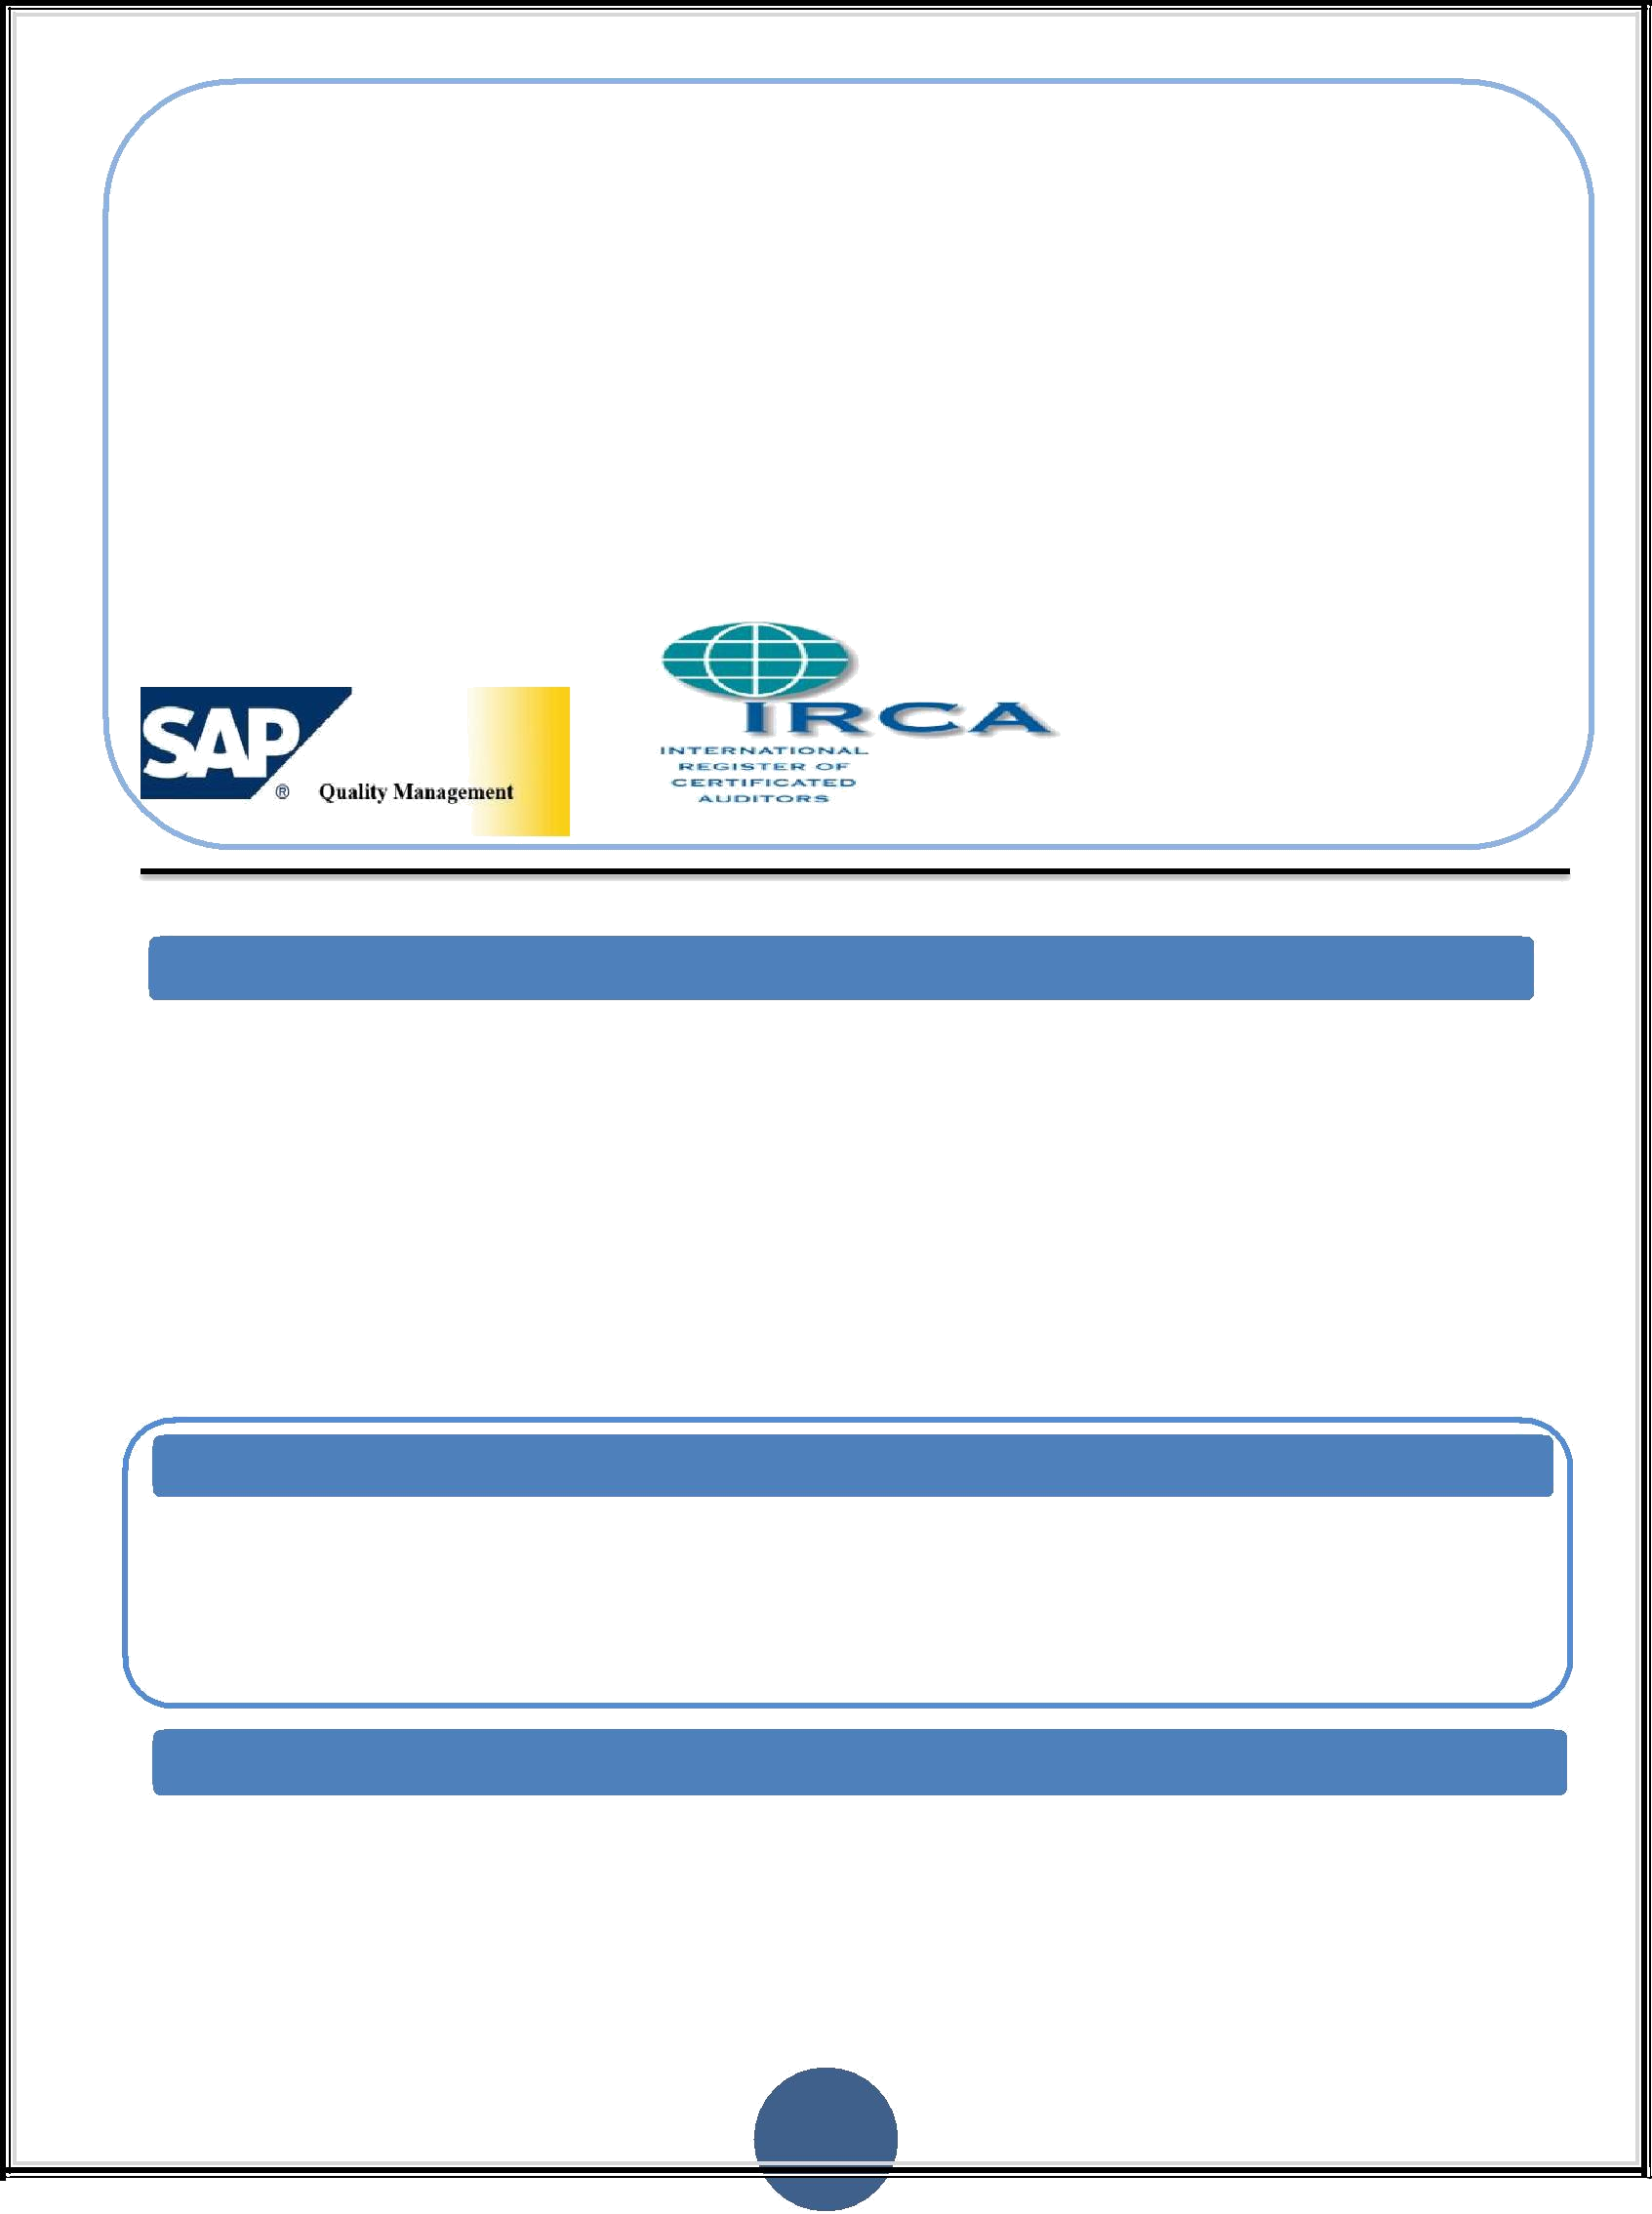 SAP
® Quality Management
IRCA
INTERNATIONAL
REGISTER OF
CERTIFICATED
AUDITORS